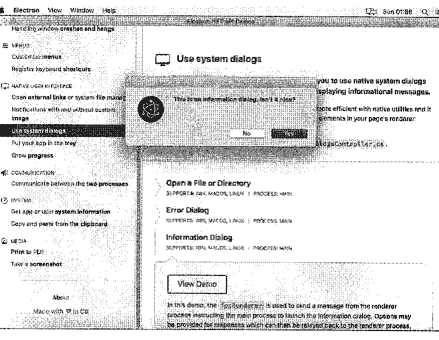 Electron View Window Help
Sun 01:56
Handling window crashes and hangs
MENUS
Customize menus
Register keyboard shortcuts
NATIVE USER INTERFACE
Open external links or system file manag
Notifications with and without custom
image
Use system dialogs
Put your app in the tray
Show progress
COMMUNICATION
Communicate between the two processes
SYSTEM
Get app or user system information
Copy and paste from the clipboard
MEDIA
Print to PDF
Take a screenshot
About
Made with in C#
Use system dialogs
you to use native system dialogs
splaying informational messages.
more efficient with native utilities and it
elements in your page's renderer
This is an information dialog. Isn't it nice?
No
Yes
Open a File or Directory
SUPPORTS: WIN, MACOS, LINUX | PROCESS: MAIN
Error Dialog
SUPPORTS: WIN, MACOS, LINUX | PROCESS: MAIN
Information Dialog
SUPPORTS: WIN, MACOS, LINUX | PROCESS: MAIN
View Demo
In this demo, the ipcRenderer is used to send a message from the renderer
process instructing the main process to launch the information dialog. Options may
be provided for responses which can then be relayed back to the renderer process.